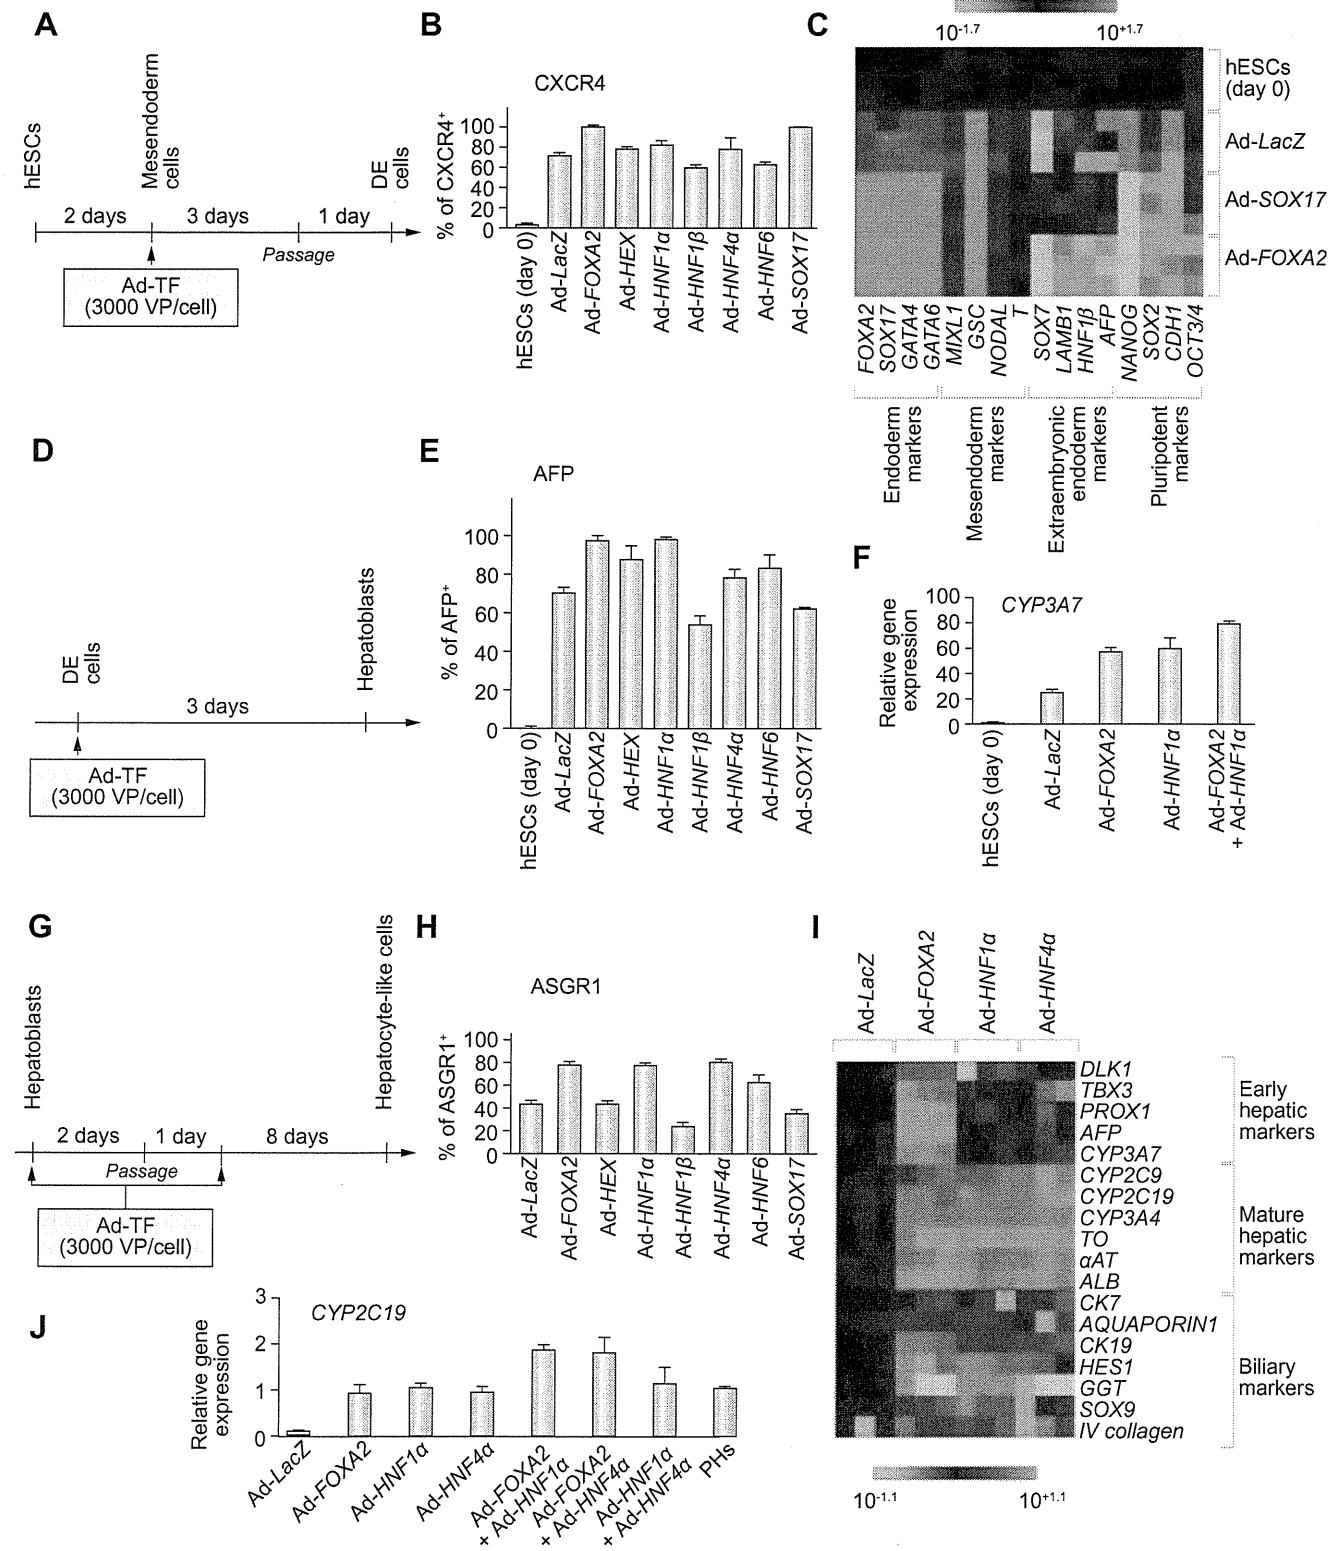 A
hESCs
Mesendoderm
cells
DE
cells
2 days
3 days
1 day
Passage
Ad-TF
(3000 VP/cell)
B
CXCR4
% of CXCR4⁺
100
80
60
40
20
0
hESCs (day 0)
Ad-LacZ
Ad-FOXA2
Ad-HEX
Ad-HNF1α
Ad-HNF1β
Ad-HNF4α
Ad-HNF6
Ad-SOX17
C
10⁻¹·⁷
10⁺¹·⁷
hESCs
(day 0)
Ad-LacZ
Ad-SOX17
Ad-FOXA2
FOXA2
SOX17
GATA4
GATA6
MIXL1
GSC
NODAL
T
SOX7
LAMB1
HNF1β
AFP
NANOG
SOX2
CDH1
OCT3/4
Endoderm
markers
Mesendoderm
markers
Extraembryonic
endoderm
markers
Pluripotent
markers
D
DE
cells
Hepatoblasts
3 days
Ad-TF
(3000 VP/cell)
E
AFP
% of AFP⁺
100
80
60
40
20
0
hESCs (day 0)
Ad-LacZ
Ad-FOXA2
Ad-HEX
Ad-HNF1α
Ad-HNF1β
Ad-HNF4α
Ad-HNF6
Ad-SOX17
F
CYP3A7
Relative gene
expression
100
80
60
40
20
0
hESCs (day 0)
Ad-LacZ
Ad-FOXA2
Ad-HNF1α
Ad-FOXA2
+ Ad-HNF1α
G
Hepatoblasts
Hepatocyte-like cells
2 days
1 day
8 days
Passage
Ad-TF
(3000 VP/cell)
H
ASGR1
% of ASGR1⁺
100
80
60
40
20
0
Ad-LacZ
Ad-FOXA2
Ad-HEX
Ad-HNF1α
Ad-HNF1β
Ad-HNF4α
Ad-HNF6
Ad-SOX17
I
Ad-LacZ
Ad-FOXA2
Ad-HNF1α
Ad-HNF4α
DLK1
TBX3
PROX1
AFP
CYP3A7
CYP2C9
CYP2C19
CYP3A4
TO
αAT
ALB
CK7
AQUAPORIN1
CK19
HES1
GGT
SOX9
IV collagen
Early
hepatic
markers
Mature
hepatic
markers
Biliary
markers
10⁻¹·¹
10⁺¹·¹
J
CYP2C19
Relative gene
expression
3
2
1
0
Ad-LacZ
Ad-FOXA2
Ad-HNF1α
Ad-HNF4α
Ad-FOXA2
+ Ad-HNF1α
Ad-FOXA2
+ Ad-HNF4α
Ad-HNF1α
+ Ad-HNF4α
PHs